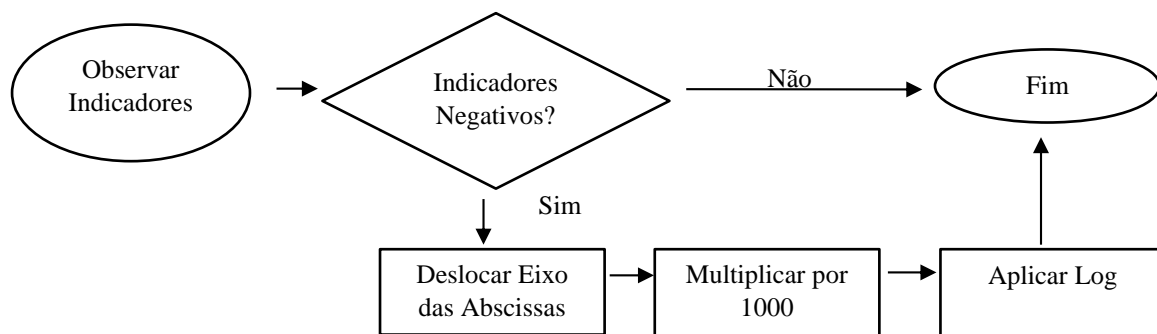 Observar
Indicadores
Indicadores
Negativos?
Não
Fim
Sim
Deslocar Eixo
das Abscissas
Multiplicar por
1000
Aplicar Log